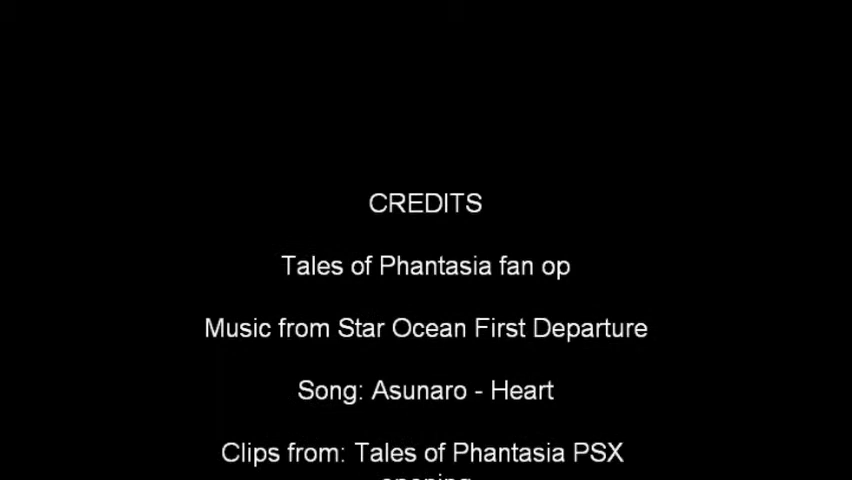 CREDITS
Tales of Phantasia fan op
Music from Star Ocean First Departure
Song: Asunaro - Heart
Clips from: Tales of Phantasia PSX
opening